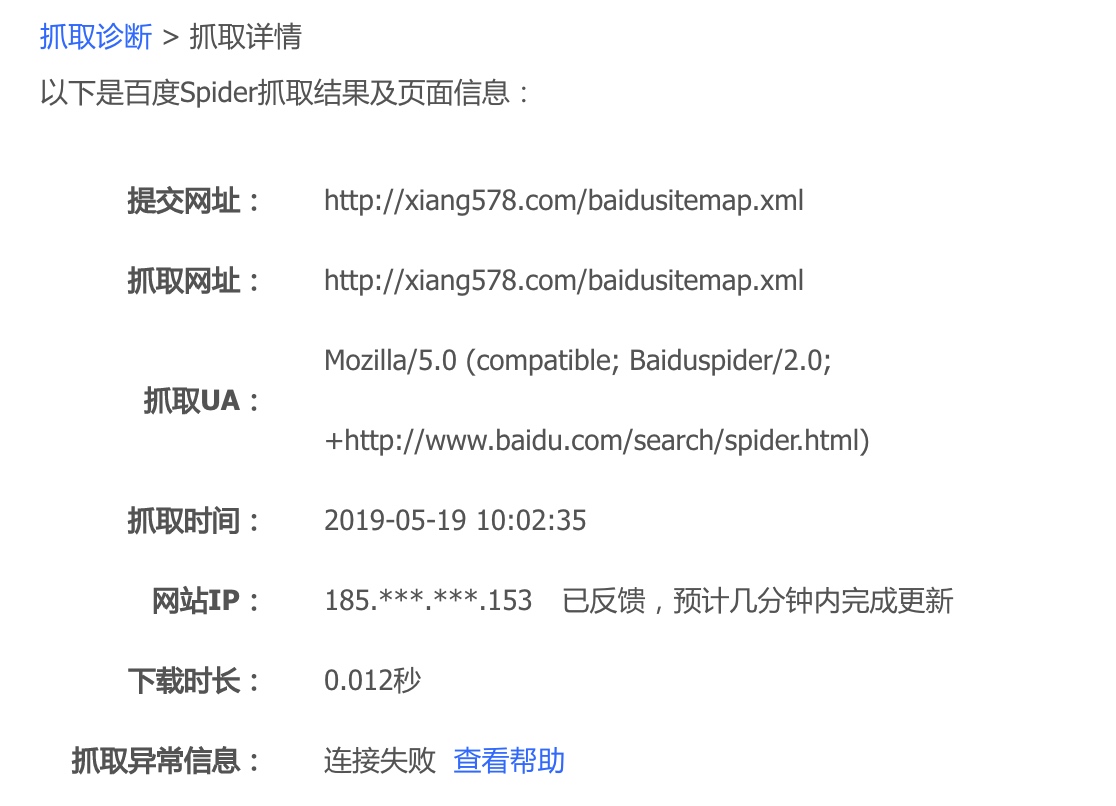 抓取诊断 > 抓取详情
以下是百度Spider抓取结果及页面信息：
提交网址： http://xiang578.com/baidusitemap.xml
抓取网址： http://xiang578.com/baidusitemap.xml
抓取UA： Mozilla/5.0 (compatible; Baiduspider/2.0;
+http://www.baidu.com/search/spider.html)
抓取时间： 2019-05-19 10:02:35
网站IP： 185.***.***.153 已反馈，预计几分钟内完成更新
下载时长： 0.012秒
抓取异常信息： 连接失败 查看帮助